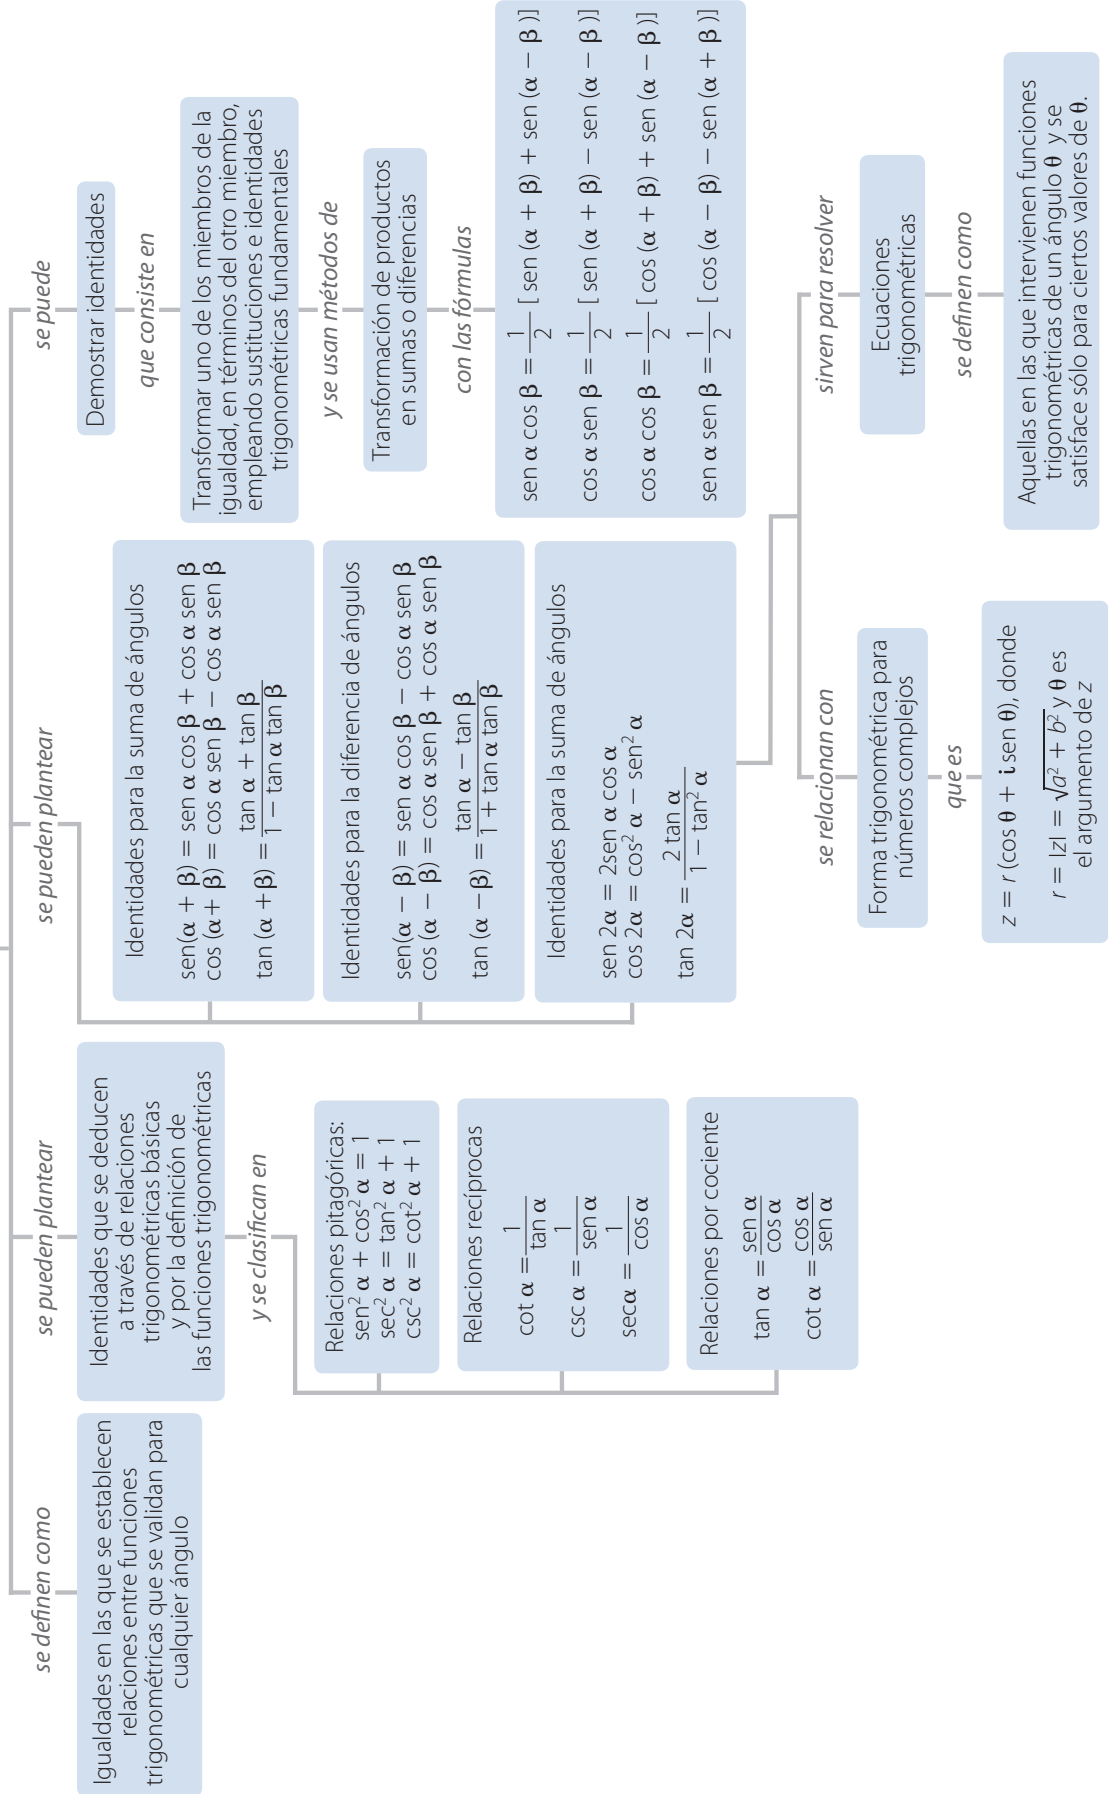 se definen como
Igualdades en las que se establecen
relaciones entre funciones
trigonométricas que se validan para
cualquier ángulo
se pueden plantear
Identidades que se deducen
a través de relaciones
trigonométricas básicas
y por la definición de
las funciones trigonométricas
y se clasifican en
Relaciones pitagóricas:
sen² α + cos² α = 1
sec² α = tan² α + 1
csc² α = cot² α + 1
Relaciones recíprocas
cot α = 1/tan α
csc α = 1/sen α
secα = 1/cos α
Relaciones por cociente
tan α = sen α/cos α
cot α = cos α/sen α
se pueden plantear
Identidades para la suma de ángulos
sen(α + β) = sen α cos β + cos α sen β
cos (α+ β) = cos α sen β − cos α sen β
tan (α +β) = (tan α + tan β)/(1 − tan α tan β)
Identidades para la diferencia de ángulos
sen(α − β) = sen α cos β − cos α sen β
cos (α − β) = cos α sen β + cos α sen β
tan (α −β) = (tan α − tan β)/(1 + tan α tan β)
Identidades para la suma de ángulos
sen 2α = 2sen α cos α
cos 2α = cos² α − sen² α
tan 2α = 2 tan α/(1 − tan² α)
se relacionan con
Forma trigonométrica para
números complejos
que es
z = r (cos θ + i sen θ), donde
r = |z| = √(a² + b²) y θ es
el argumento de z
sirven para resolver
Ecuaciones
trigonométricas
se definen como
Aquellas en las que intervienen funciones
trigonométricas de un ángulo θ y se
satisface sólo para ciertos valores de θ.
se puede
Demostrar identidades
que consiste en
Transformar uno de los miembros de la
igualdad, en términos del otro miembro,
empleando sustituciones e identidades
trigonométricas fundamentales
y se usan métodos de
Transformación de productos
en sumas o diferencias
con las fórmulas
sen α cos β = 1/2 [ sen (α + β) + sen (α − β )]
cos α sen β = 1/2 [ sen (α + β) − sen (α − β )]
cos α cos β = 1/2 [ cos (α + β) + sen (α − β )]
sen α sen β = 1/2 [ cos (α − β) − sen (α + β )]